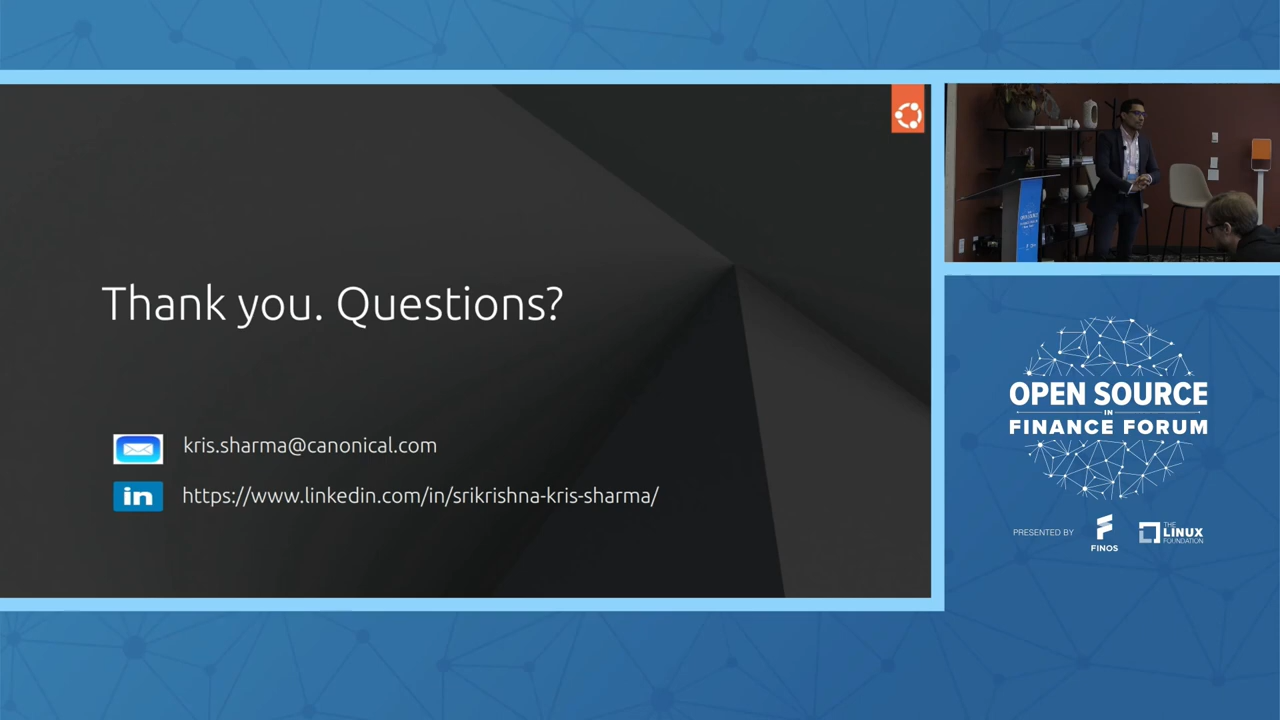 Thank you. Questions?
kris.sharma@canonical.com
in
https://www.linkedin.com/in/srikrishna-kris-sharma/
OPEN SOURCE
IN
FINANCE FORUM
PRESENTED BY
FINOS
THE
LINUX
FOUNDATION